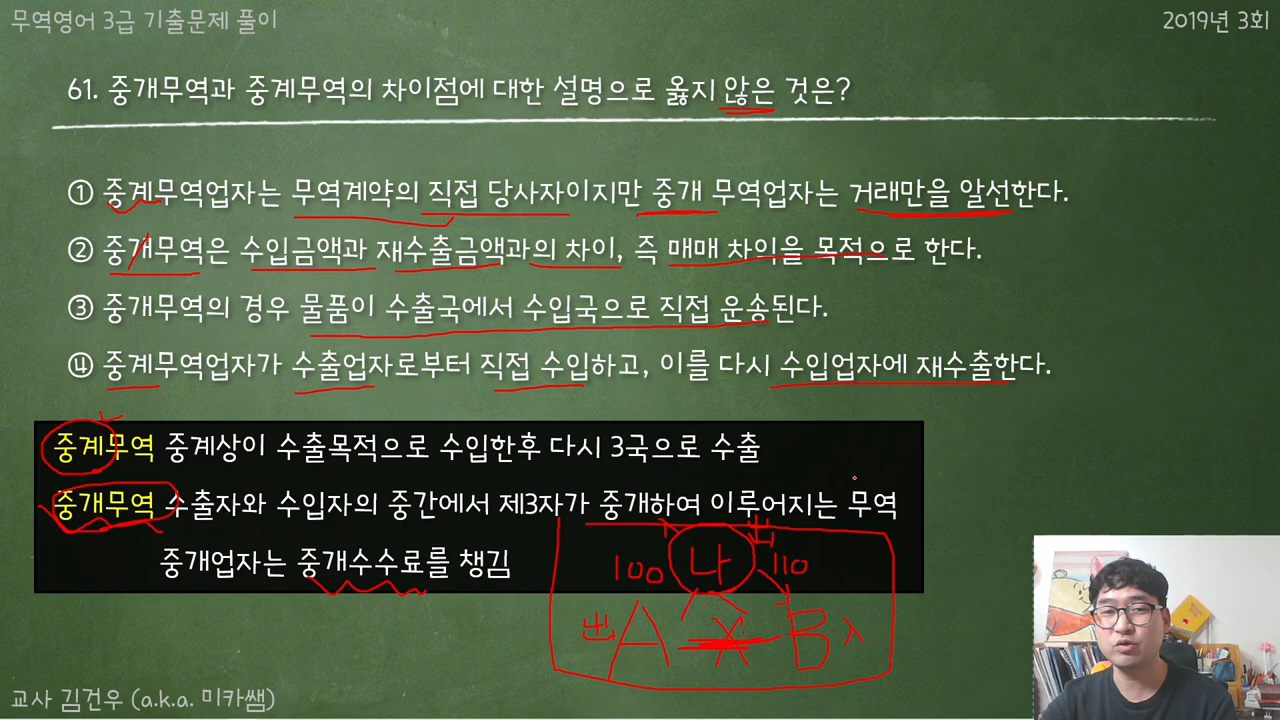 무역영어 3급 기출문제 풀이
2019년 3회
61. 중개무역과 중계무역의 차이점에 대한 설명으로 옳지 않은 것은?
① 중계무역업자는 무역계약의 직접 당사자이지만 중개 무역업자는 거래만을 알선한다.
② 중개무역은 수입금액과 재수출금액과의 차이, 즉 매매 차익을 목적으로 한다.
③ 중개무역의 경우 물품이 수출국에서 수입국으로 직접 운송된다.
④ 중계무역업자가 수출업자로부터 직접 수입하고, 이를 다시 수입업자에 재수출한다.
중계무역 중계상이 수출목적으로 수입한후 다시 3국으로 수출
중개무역 수출자와 수입자의 중간에서 제3자가 중개하여 이루어지는 무역
중개업자는 중개수수료를 챙김
100 나 110
出 A B 入
교사 김건우 (a.k.a. 미카쌤)